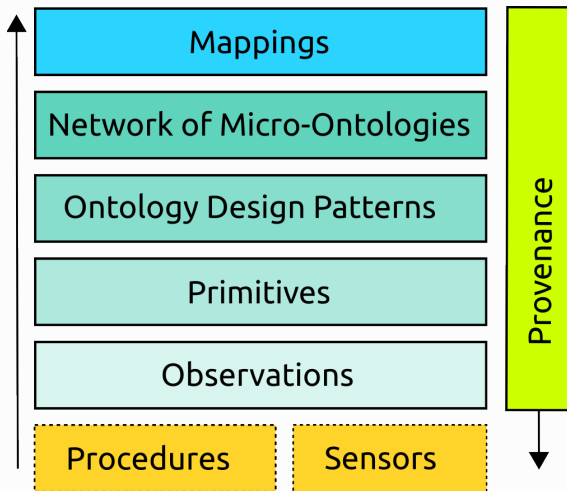 Mappings
Network of Micro-Ontologies
Ontology Design Patterns
Primitives
Observations
Procedures
Sensors
Provenance